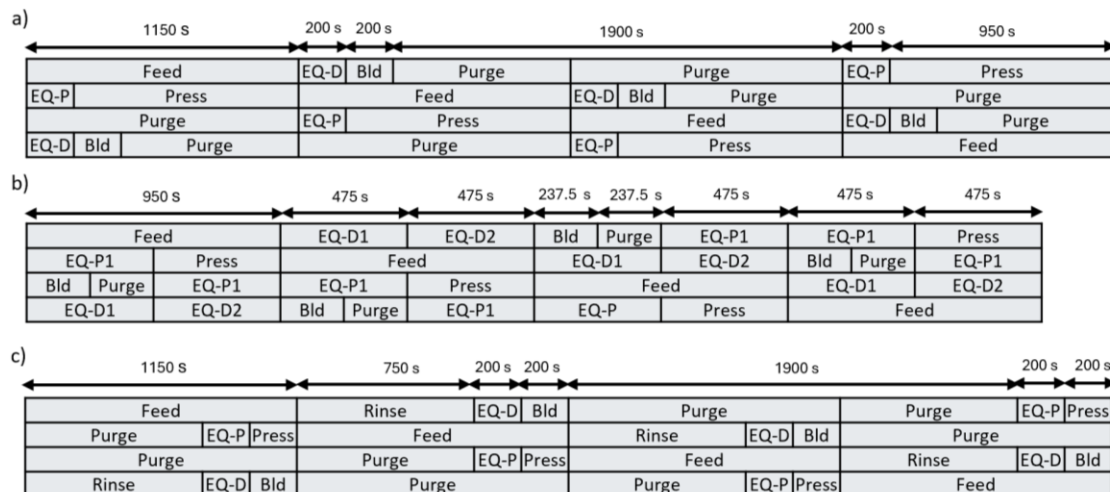 a)
1150 S 200 s 200 s 1900 s 200 s 950 s
Feed EQ-D Bld Purge Purge EQ-P Press
EQ-P Press Feed EQ-D Bld Purge Purge
Purge EQ-P Press Feed EQ-D Bld Purge
EQ-D Bld Purge Purge EQ-P Press Feed
b)
950 S 475 s 475 s 237.5 s 237.5 s 475 s 475 s 475 s
Feed EQ-D1 EQ-D2 Bld Purge EQ-P1 EQ-P1 Press
EQ-P1 Press Feed EQ-D1 EQ-D2 Bld Purge EQ-P1
Bld Purge EQ-P1 EQ-P1 Press Feed EQ-D1 EQ-D2
EQ-D1 EQ-D2 Bld Purge EQ-P1 EQ-P Press Feed
c)
1150 S 750 s 200 s 200 s 1900 s 200 s 200 s
Feed Rinse EQ-D Bld Purge Purge EQ-P Press
Purge EQ-P Press Feed Rinse EQ-D Bld Purge
Purge Purge EQ-P Press Feed Rinse EQ-D Bld
Rinse EQ-D Bld Purge Purge EQ-P Press Feed